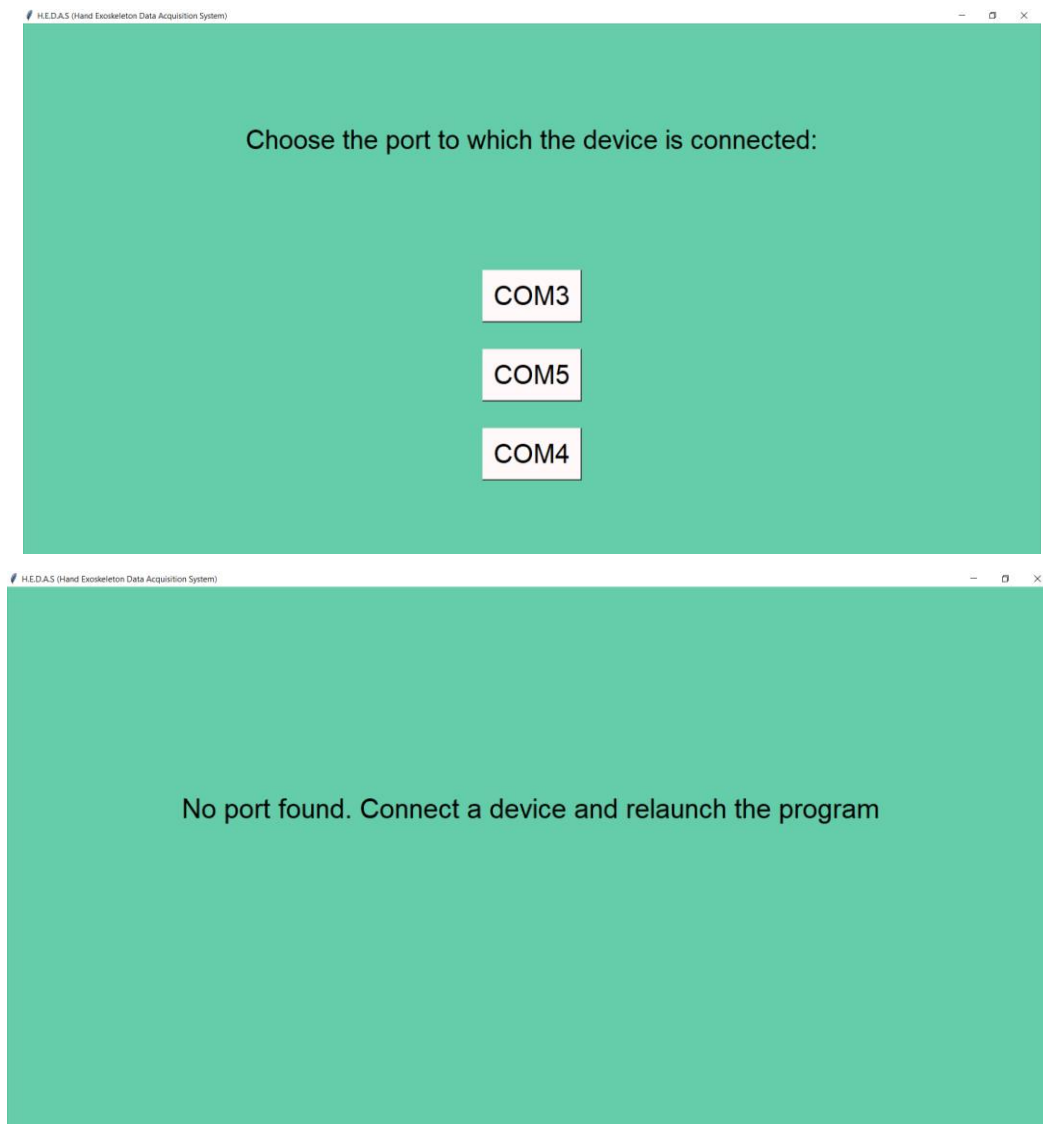 H.E.D.A.S (Hand Exoskeleton Data Acquisition System)
Choose the port to which the device is connected:
COM3
COM5
COM4
H.E.D.A.S (Hand Exoskeleton Data Acquisition System)
No port found. Connect a device and relaunch the program